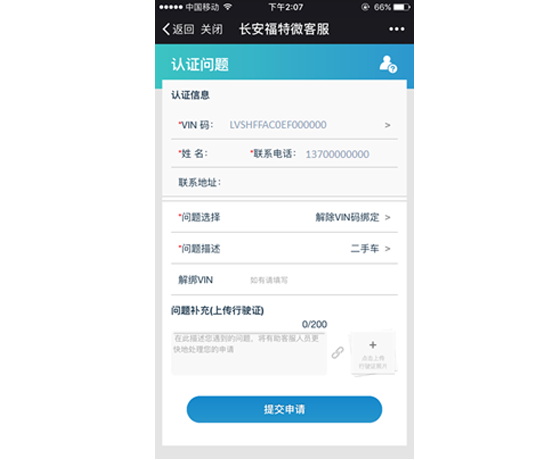 中国移动 下午2:07 66%
返回 关闭 长安福特微客服
认证问题
认证信息
*VIN 码： LVSHFFAC0EF000000 >
*姓 名： *联系电话： 13700000000
联系地址：
*问题选择 解除VIN码绑定 >
*问题描述 二手车 >
解绑VIN 如有请填写
问题补充(上传行驶证)
0/200
在此描述您遇到的问题，将有助客服人员更
快地处理您的申请
+
点击上传
行驶证照片
提交申请